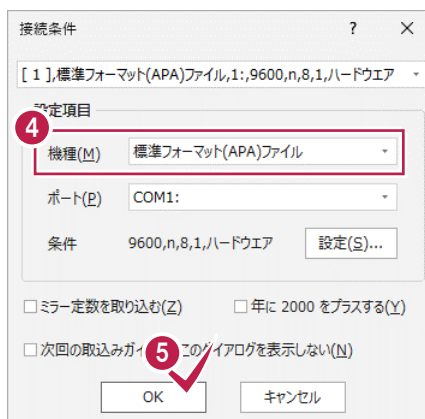 接続条件 ? ×
[ 1 ],標準フォーマット(APA)ファイル,1:,9600,n,8,1,ハードウエア
設定項目
4
機種(M) 標準フォーマット(APA)ファイル
ポート(P) COM1:
条件 9600,n,8,1,ハードウエア 設定(S)...
ミラー定数を取り込む(Z) 年に 2000 をプラスする(Y)
次回の取込みガイ このダイアログを表示しない(N)
5
OK キャンセル